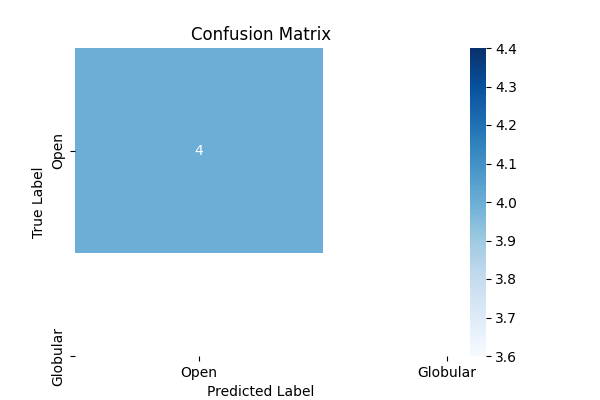 Confusion Matrix
True Label
Open
Globular
4
Open
Globular
Predicted Label
4.4
4.3
4.2
4.1
4.0
3.9
3.8
3.7
3.6